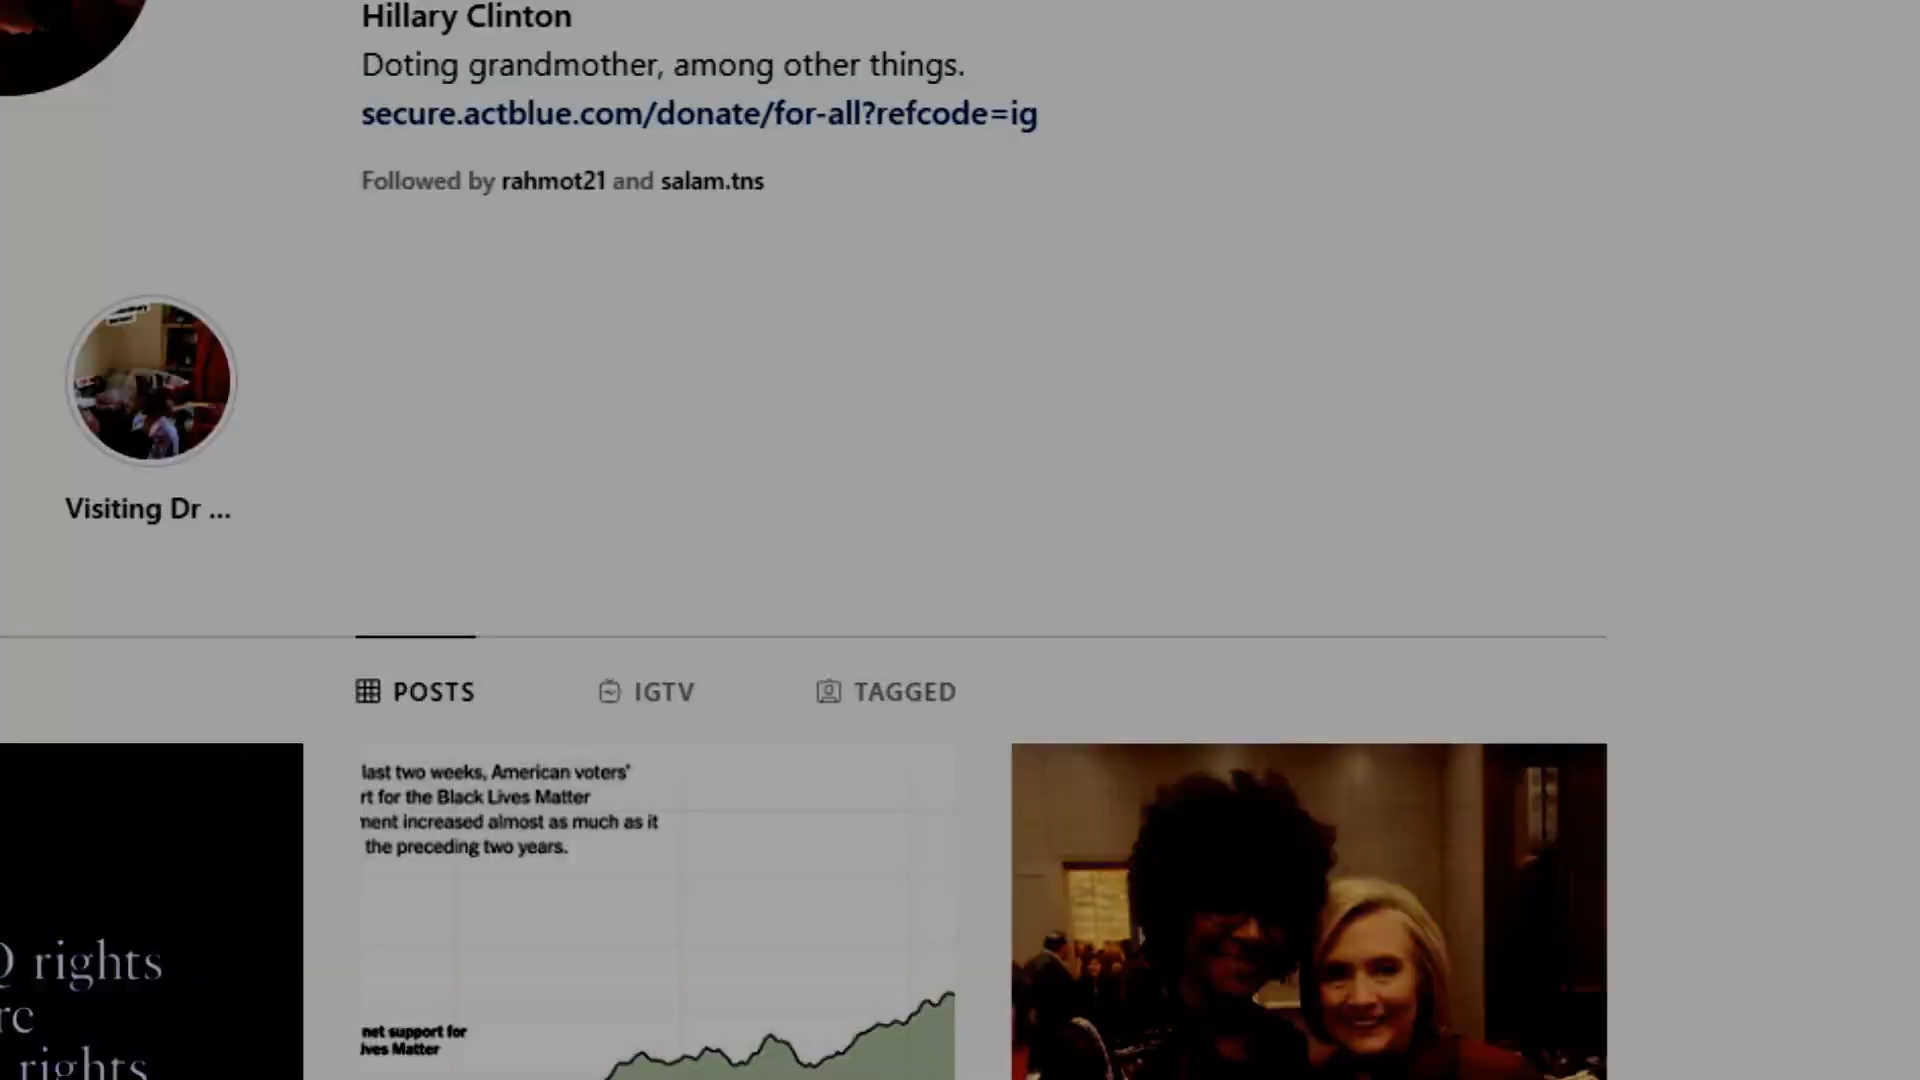 Hillary Clinton
Doting grandmother, among other things.
secure.actblue.com/donate/for-all?refcode=ig
Followed by rahmot21 and salam.tns
Visiting Dr ...
POSTS
IGTV
TAGGED
rights
rights
last two weeks, American voters'
rt for the Black Lives Matter
ment increased almost as much as it
the preceding two years.
net support for
ives Matter